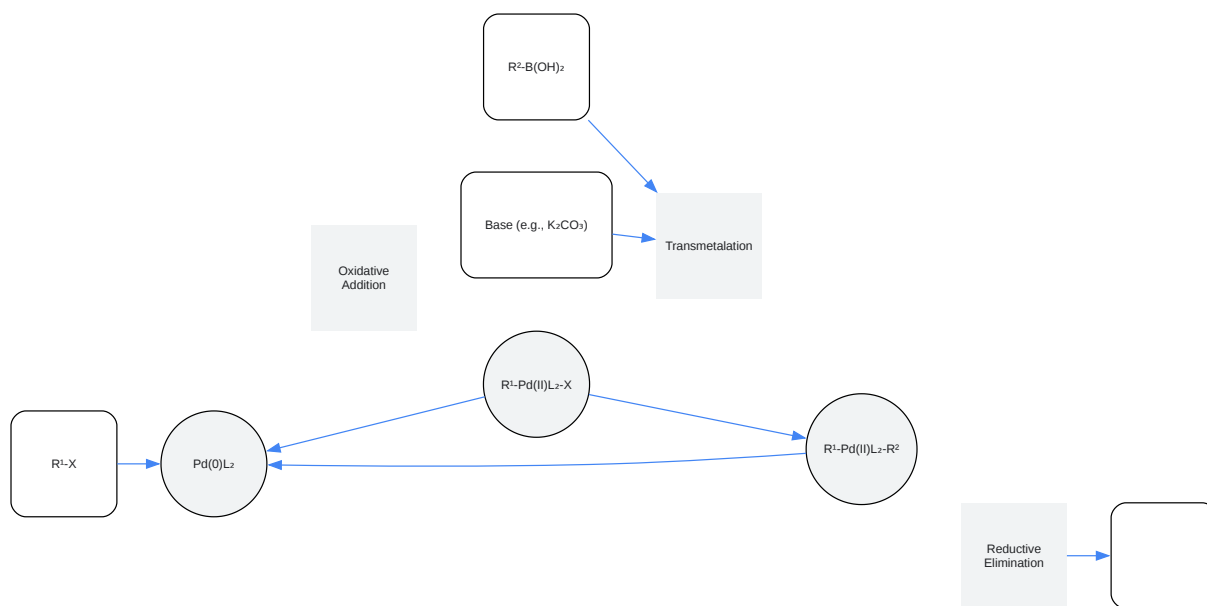 R²-B(OH)₂
Base (e.g., K₂CO₃)
Transmetalation
Oxidative
Addition
R¹-Pd(II)L₂-X
R¹-X
Pd(0)L₂
R¹-Pd(II)L₂-R²
Reductive
Elimination